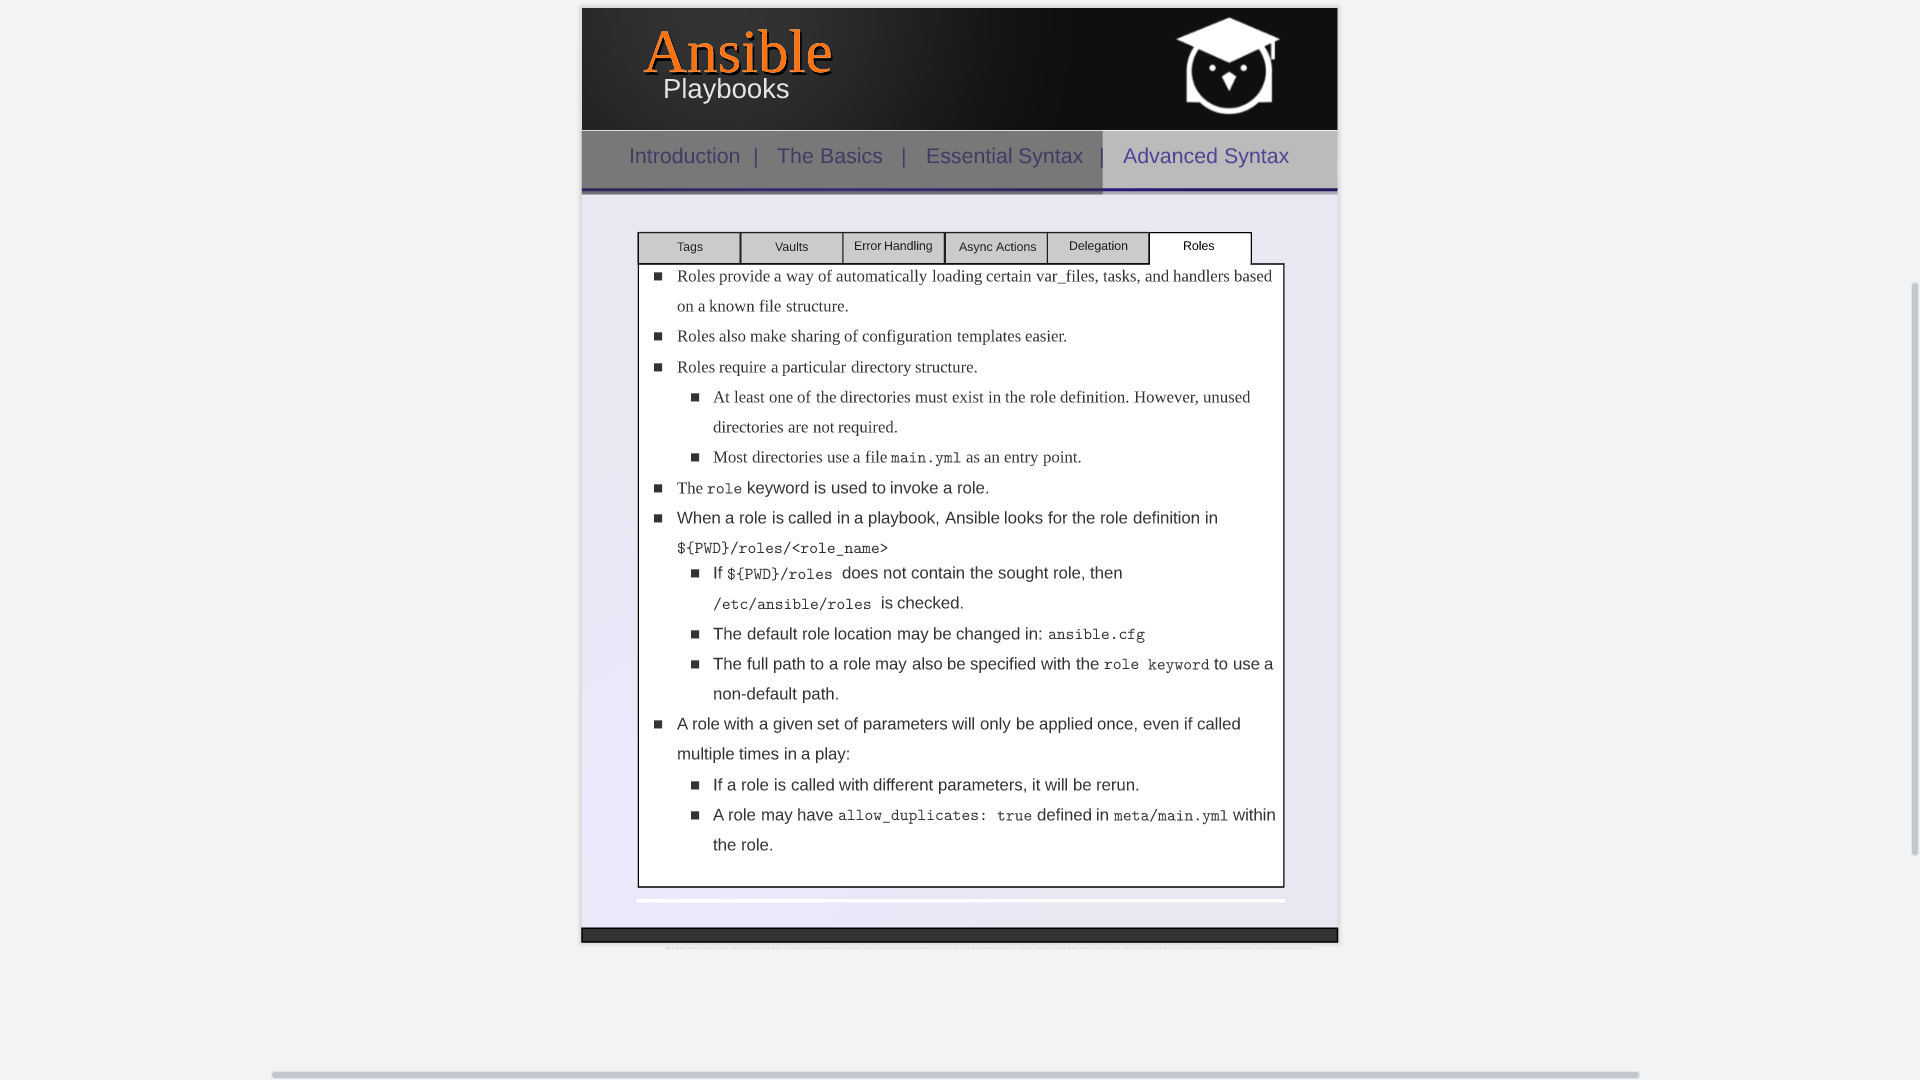 Ansible
Playbooks
Introduction | The Basics | Essential Syntax | Advanced Syntax
Tags Vaults Error Handling Async Actions Delegation Roles
■ Roles provide a way of automatically loading certain var_files, tasks, and handlers based
on a known file structure.
■ Roles also make sharing of configuration templates easier.
■ Roles require a particular directory structure.
■ At least one of the directories must exist in the role definition. However, unused
directories are not required.
■ Most directories use a file main.yml as an entry point.
■ The role keyword is used to invoke a role.
■ When a role is called in a playbook, Ansible looks for the role definition in
${PWD}/roles/<role_name>
■ If ${PWD}/roles does not contain the sought role, then
/etc/ansible/roles is checked.
■ The default role location may be changed in: ansible.cfg
■ The full path to a role may also be specified with the role keyword to use a
non-default path.
■ A role with a given set of parameters will only be applied once, even if called
multiple times in a play:
■ If a role is called with different parameters, it will be rerun.
■ A role may have allow_duplicates: true defined in meta/main.yml within
the role.